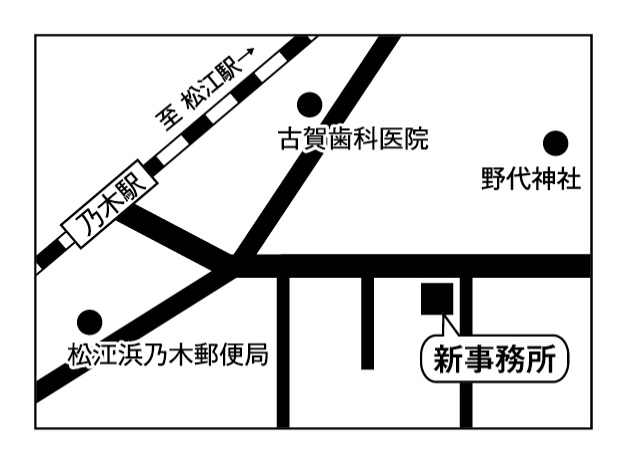 至 松江駅→
古賀歯科医院
野代神社
乃木駅
松江浜乃木郵便局
新事務所